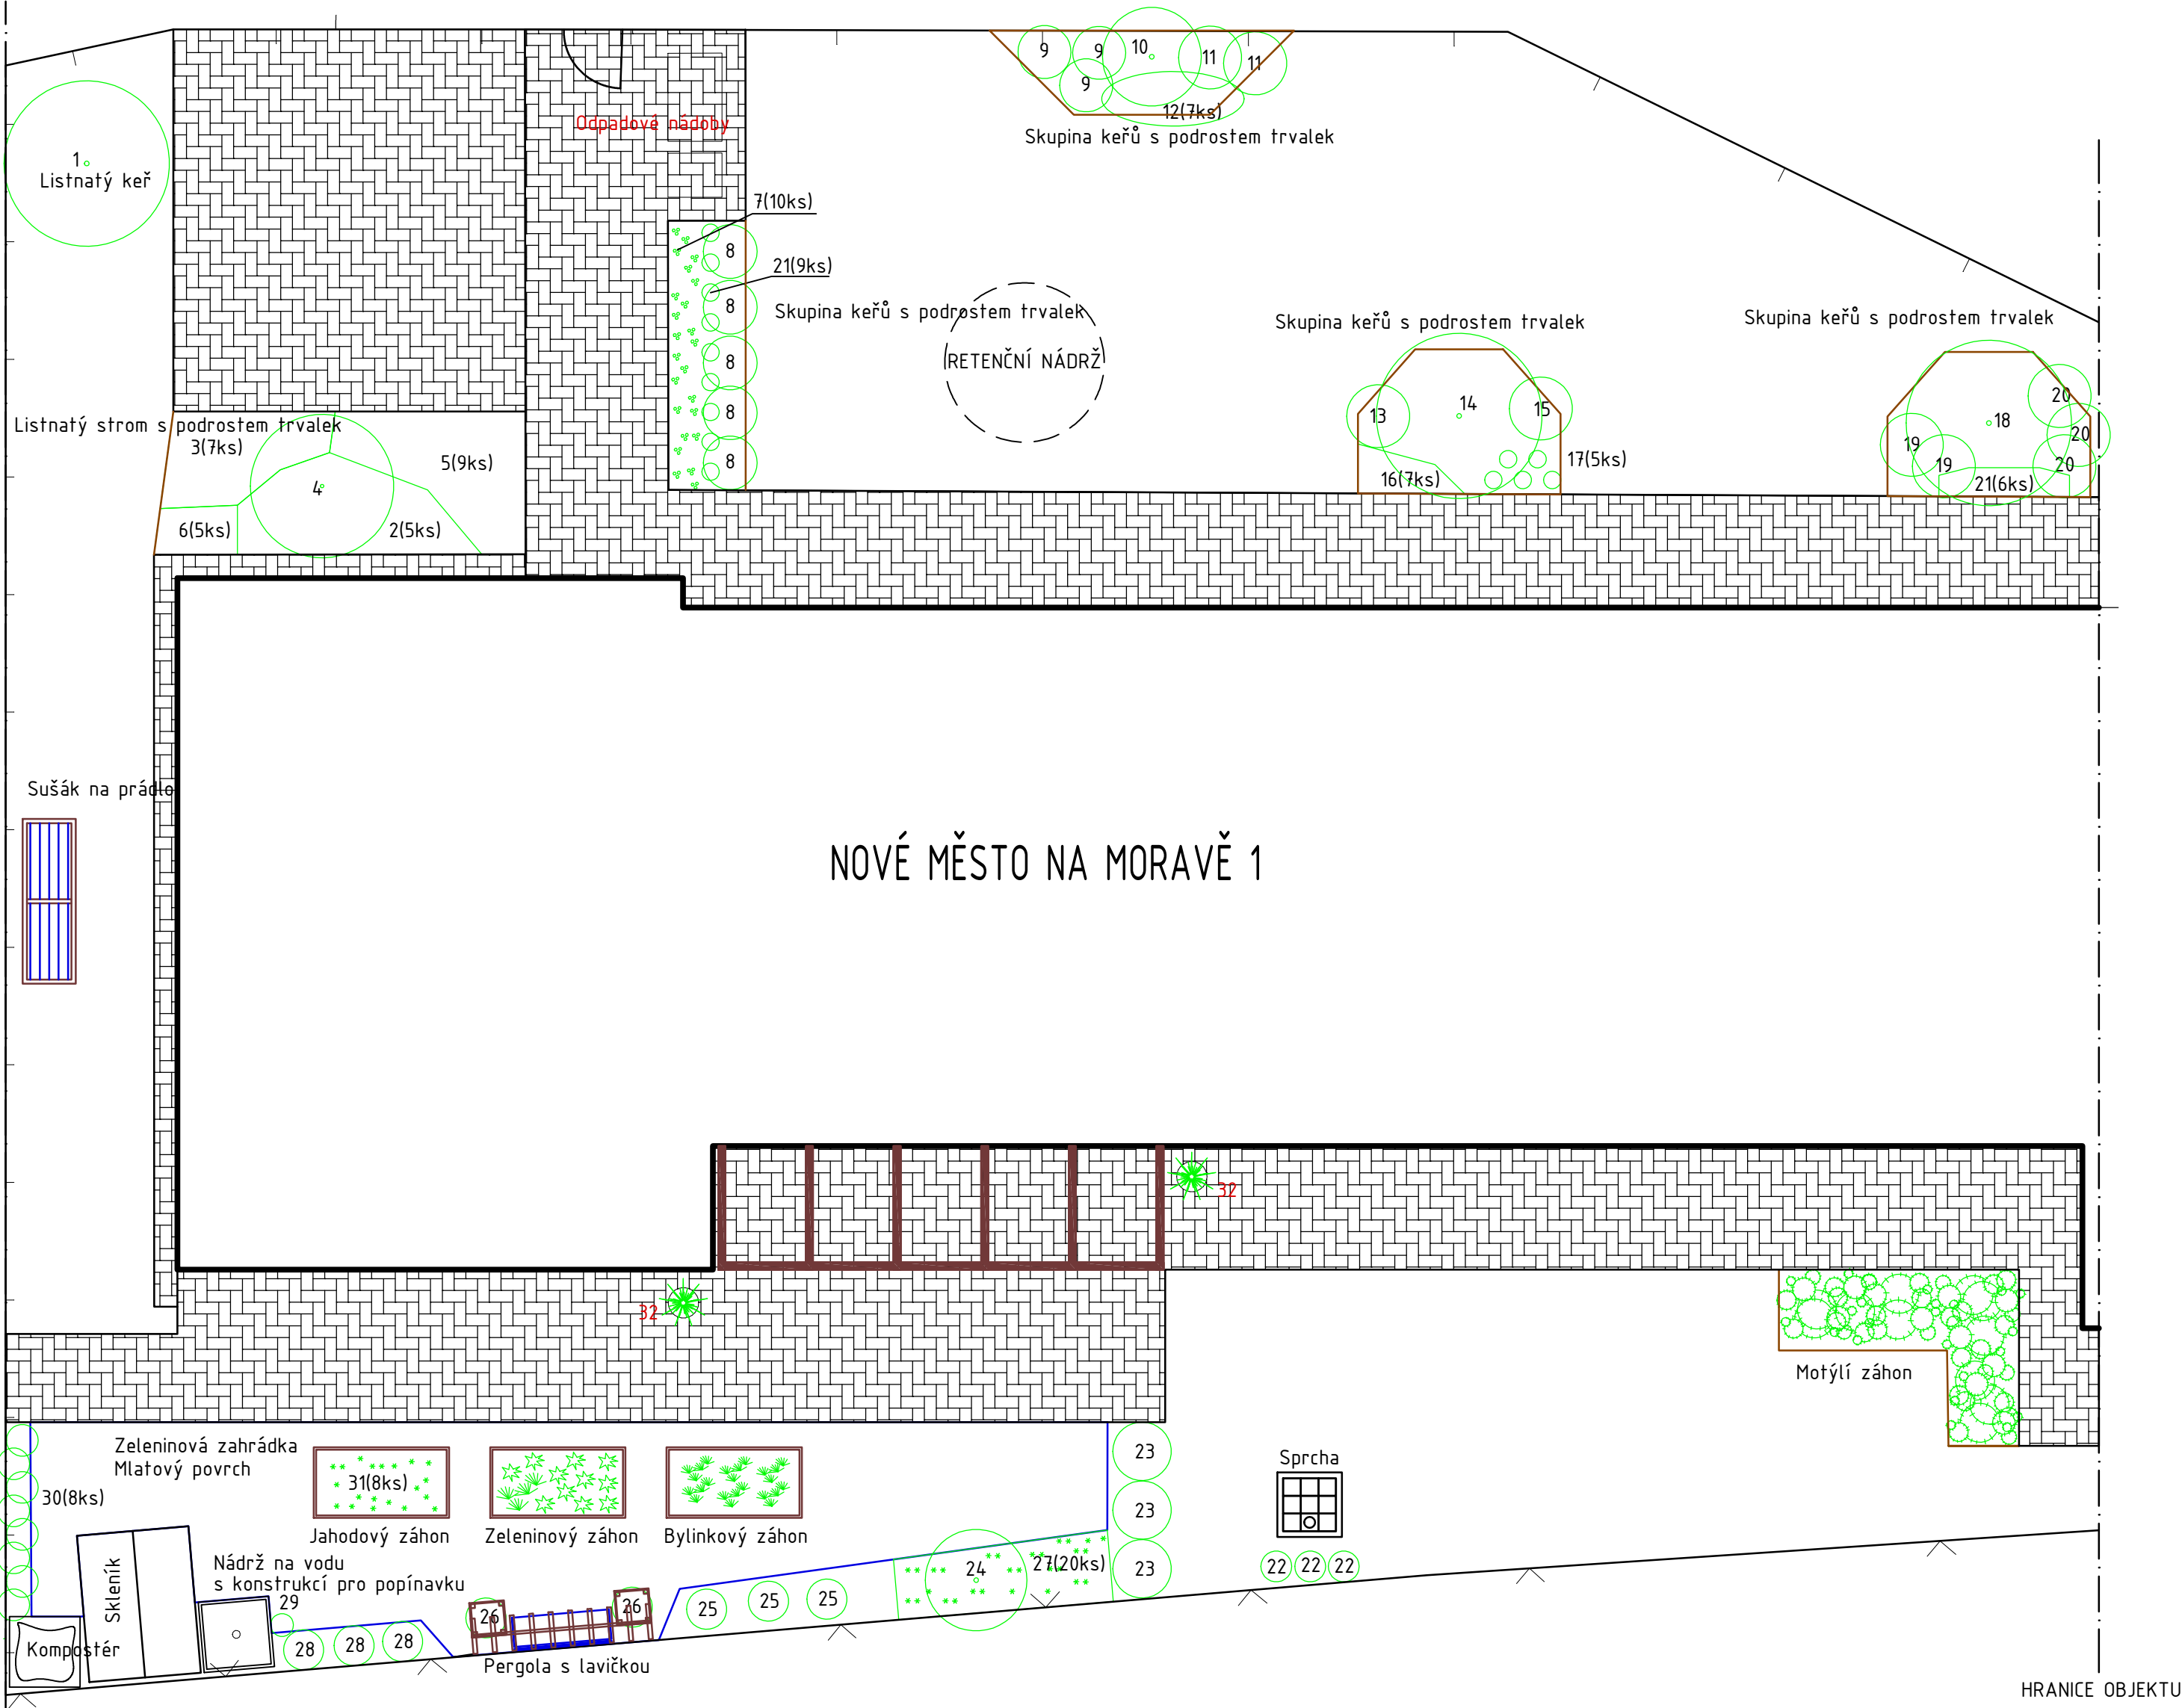 9
9
10
11
11
9
12(7ks)
Skupina keřů s podrostem trvalek
Odpadové nádoby
1
Listnatý keř
7(10ks)
8
21(9ks)
8
Skupina keřů s podrostem trvalek
RETENČNÍ NÁDRŽ
8
8
8
Skupina keřů s podrostem trvalek
13
14
15
16(7ks)
17(5ks)
Skupina keřů s podrostem trvalek
20
18
20
19
19
20
21(6ks)
Listnatý strom s podrostem trvalek
3(7ks)
5(9ks)
4
6(5ks)
2(5ks)
Sušák na prádlo
NOVÉ MĚSTO NA MORAVĚ 1
32
32
Motýlí záhon
Zeleninová zahrádka
Mlatový povrch
30(8ks)
31(8ks)
Jahodový záhon
Zeleninový záhon
Bylinkový záhon
23
23
23
Sprcha
22
22
22
Skleník
Nádrž na vodu
s konstrukcí pro popínavku
29
24
27(20ks)
26
26
25
25
25
28
28
28
Kompostér
Pergola s lavičkou
HRANICE OBJEKTU